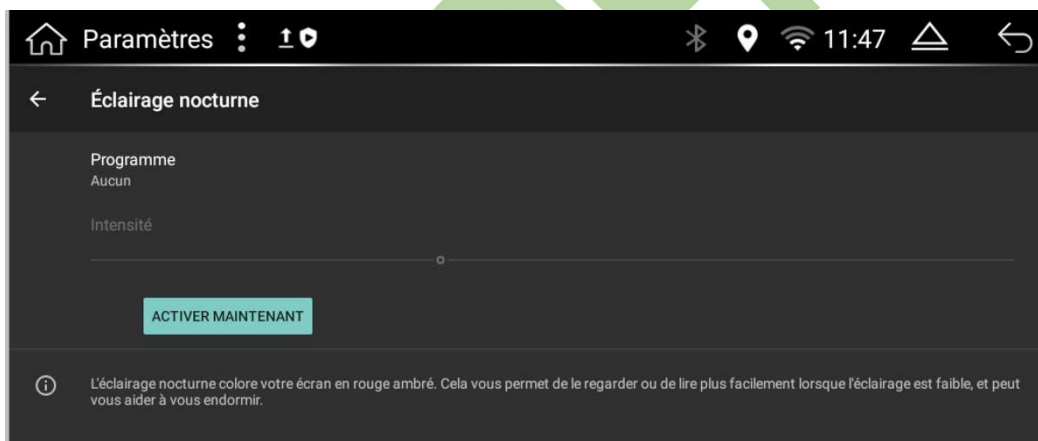 Paramètres 11:47
Éclairage nocturne
Programme
Aucun
Intensité
ACTIVER MAINTENANT
L'éclairage nocturne colore votre écran en rouge ambré. Cela vous permet de le regarder ou de lire plus facilement lorsque l'éclairage est faible, et peut
vous aider à vous endormir.